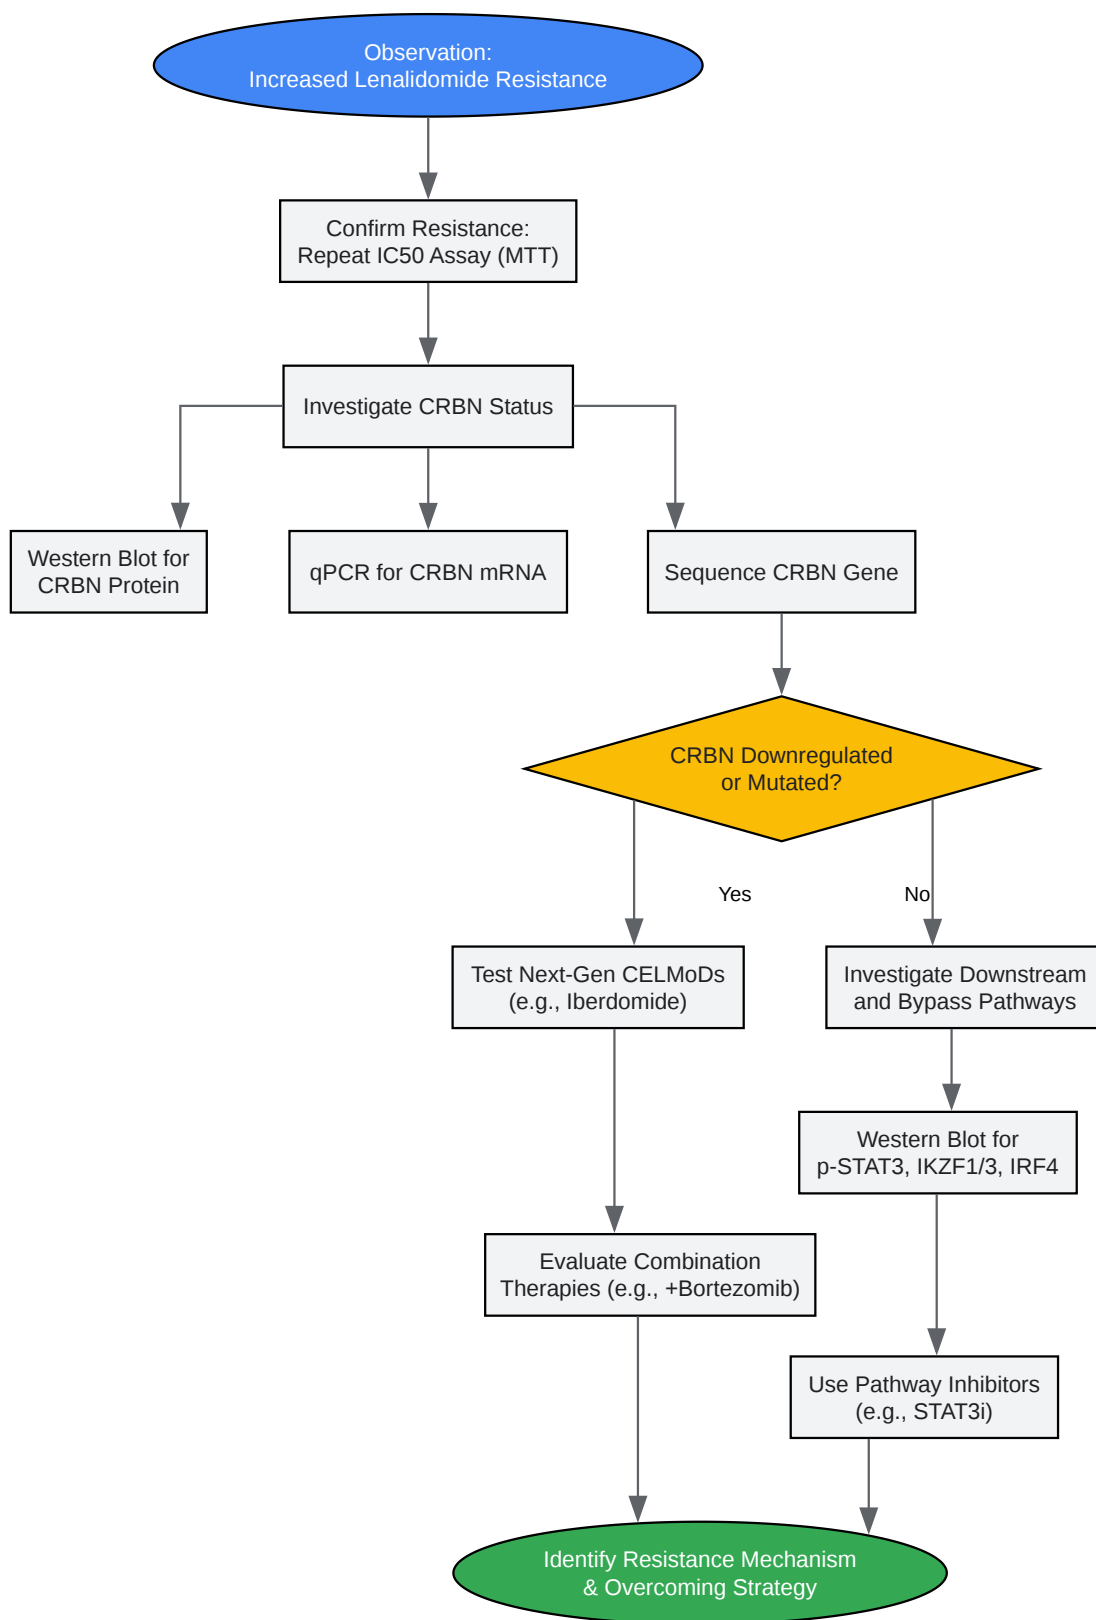 Observation:
Increased Lenalidomide Resistance
Confirm Resistance:
Repeat IC50 Assay (MTT)
Investigate CRBN Status
Western Blot for
CRBN Protein
qPCR for CRBN mRNA
Sequence CRBN Gene
CRBN Downregulated
or Mutated?
Yes
No
Test Next-Gen CELMoDs
(e.g., Iberdomide)
Investigate Downstream
and Bypass Pathways
Western Blot for
p-STAT3, IKZF1/3, IRF4
Evaluate Combination
Therapies (e.g., +Bortezomib)
Use Pathway Inhibitors
(e.g., STAT3i)
Identify Resistance Mechanism
& Overcoming Strategy